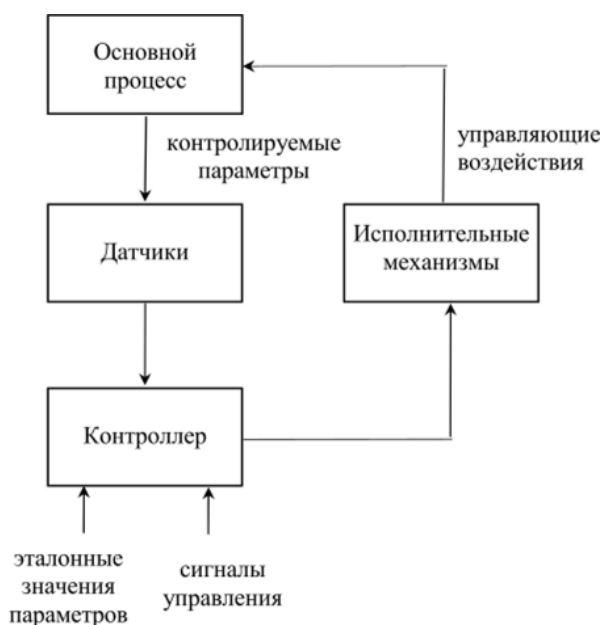 Основной
процесс
контролируемые
параметры
управляющие
воздействия
Датчики
Исполнительные
механизмы
Контроллер
эталонные
значения
параметров
сигналы
управления